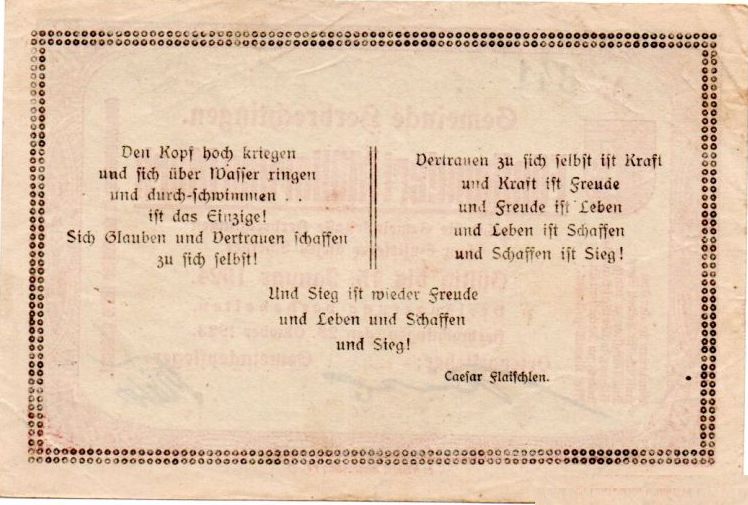 Den Kopf hoch kriegen
und sich über Wasser ringen
und durch-schwimmen . .
ist das Einzige!
Sich Glauben und Vertrauen schaffen
zu sich selbst!
Vertrauen zu sich selbst ist Kraft
und Kraft ist Freude
und Freude ist Leben
und Leben ist Schaffen
und Schaffen ist Sieg!
Und Sieg ist wieder Freude
und Leben und Schaffen
und Sieg!
Caesar Flaischlen.